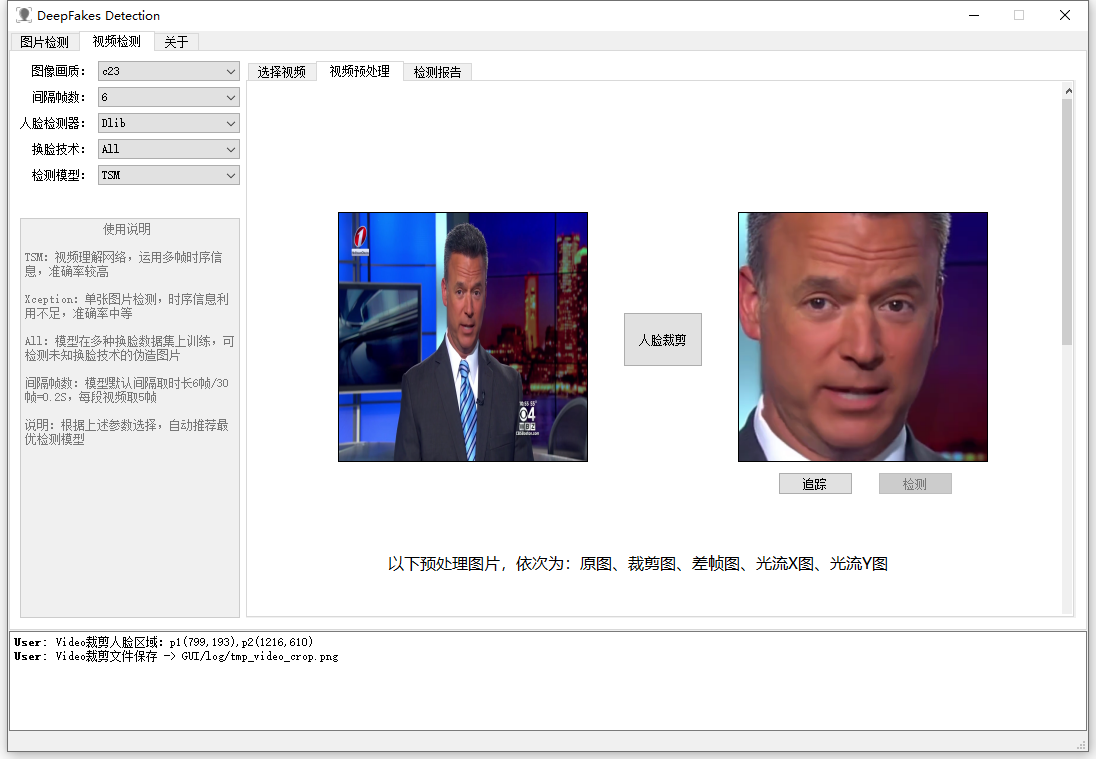 DeepFakes Detection
图片检测 视频检测 关于
图像画质: c23
间隔帧数: 6
人脸检测器: Dlib
换脸技术: All
检测模型: TSM
使用说明
TSM: 视频理解网络，运用多帧时序信
息，准确率较高
Xception: 单张图片检测，时序信息利
用不足，准确率中等
All: 模型在多种换脸数据集上训练，可
检测未知换脸技术的伪造图片
间隔帧数: 模型默认间隔取时长6帧/30
帧=0.2S，每段视频取5帧
说明: 根据上述参数选择，自动推荐最
优检测模型
选择视频 视频预处理 检测报告
1
10:55 55°
4
WBZ
人脸裁剪
追踪 检测
以下预处理图片，依次为：原图、裁剪图、差帧图、光流X图、光流Y图
User: Video裁剪人脸区域: p1(799,193),p2(1216,610)
User: Video裁剪文件保存 -> GUI/log/tmp_video_crop.png